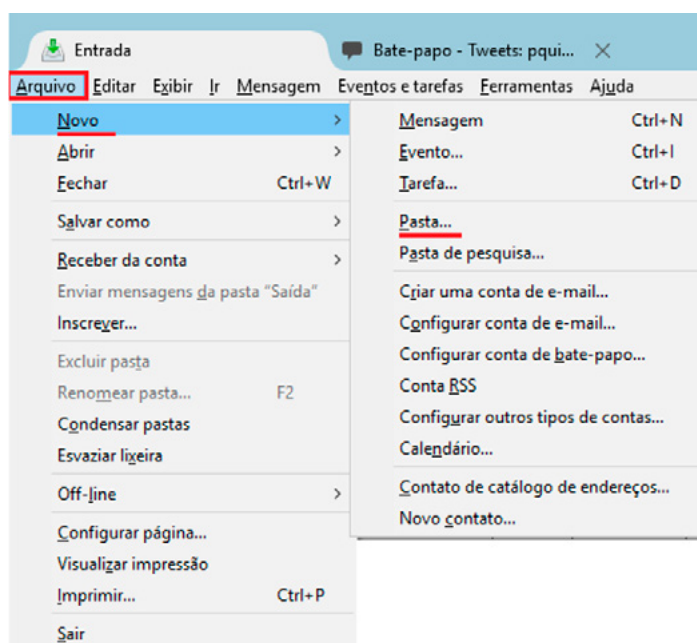 Entrada
Bate-papo - Tweets: pqui...
Arquivo Editar Exibir Ir Mensagem Eventos e tarefas Ferramentas Ajuda
Novo
Abrir
Fechar Ctrl+W
Salvar como
Receber da conta
Enviar mensagens da pasta "Saída"
Inscrever...
Excluir pasta
Renomear pasta... F2
Condensar pastas
Esvaziar lixeira
Off-line
Configurar página...
Visualizar impressão
Imprimir... Ctrl+P
Sair
Mensagem Ctrl+N
Evento... Ctrl+I
Tarefa... Ctrl+D
Pasta...
Pasta de pesquisa...
Criar uma conta de e-mail...
Configurar conta de e-mail...
Configurar conta de bate-papo...
Conta RSS
Configurar outros tipos de contas...
Calendário...
Contato de catálogo de endereços...
Novo contato...